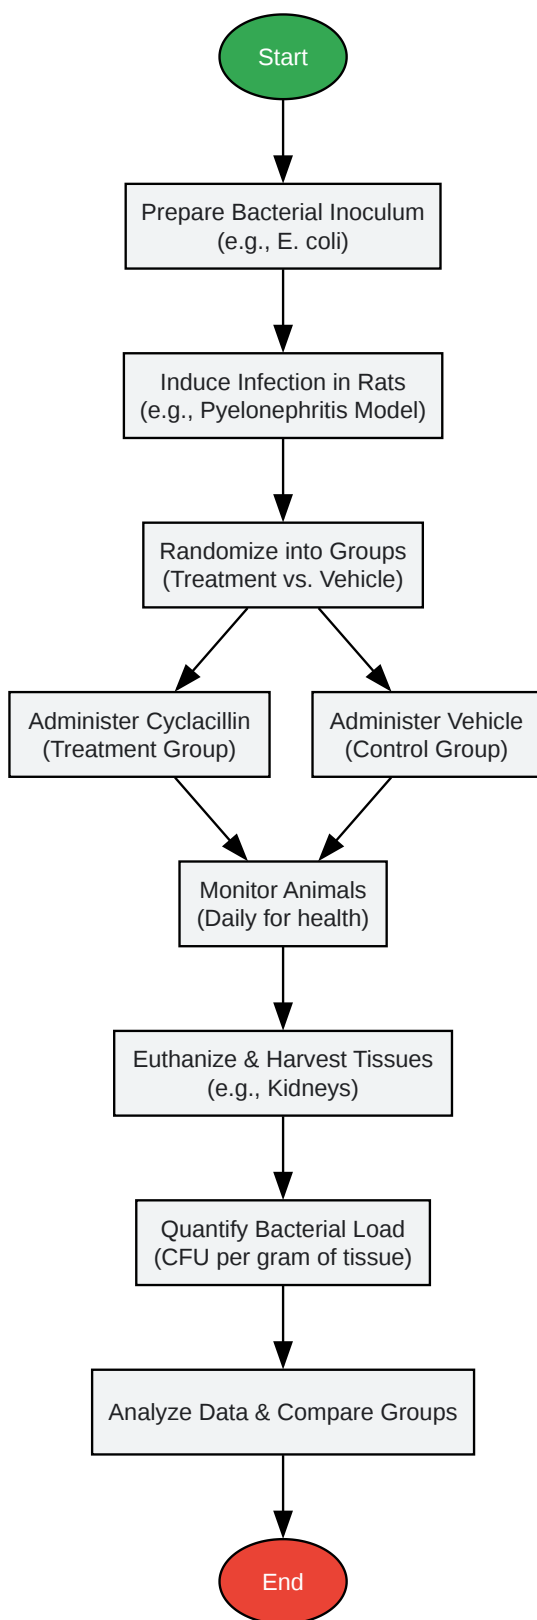 Start
Prepare Bacterial Inoculum
(e.g., E. coli)
Induce Infection in Rats
(e.g., Pyelonephritis Model)
Randomize into Groups
(Treatment vs. Vehicle)
Administer Cyclacillin
(Treatment Group)
Administer Vehicle
(Control Group)
Monitor Animals
(Daily for health)
Euthanize & Harvest Tissues
(e.g., Kidneys)
Quantify Bacterial Load
(CFU per gram of tissue)
Analyze Data & Compare Groups
End